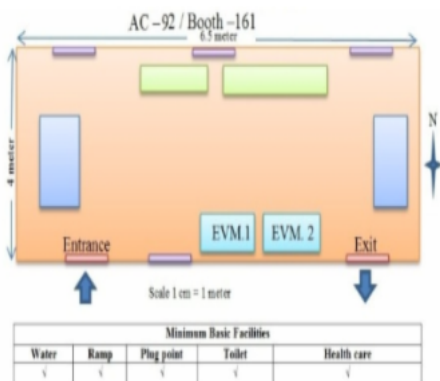 AC –92 / Booth –161
6.5 meter
N
4 meter
EVM.1 EVM. 2
Entrance Exit
Scale 1 cm = 1 meter
Minimum Basic Facilities
Water Ramp Plug point Toilet Health care
√ √ √ √ √